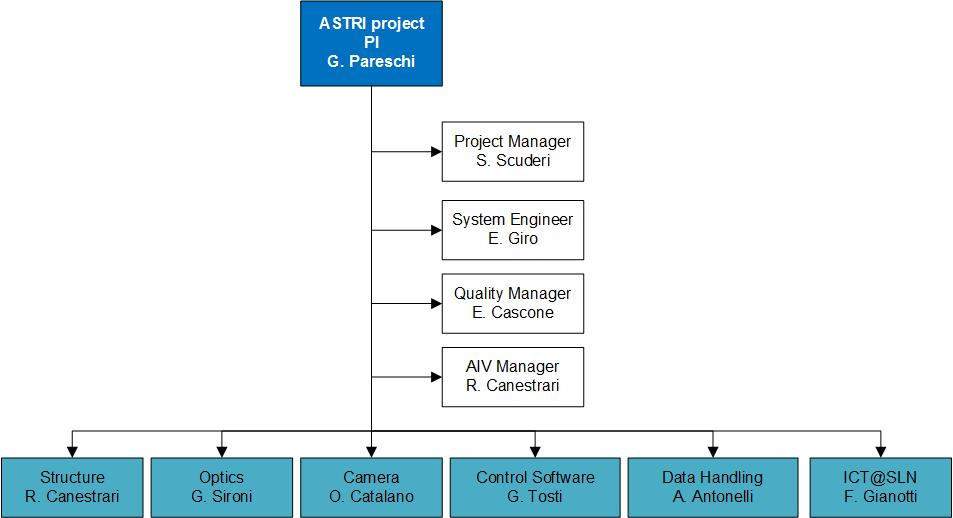 ASTRI project
PI
G. Pareschi
Project Manager
S. Scuderi
System Engineer
E. Giro
Quality Manager
E. Cascone
AIV Manager
R. Canestrari
Structure
R. Canestrari
Optics
G. Sironi
Camera
O. Catalano
Control Software
G. Tosti
Data Handling
A. Antonelli
ICT@SLN
F. Gianotti